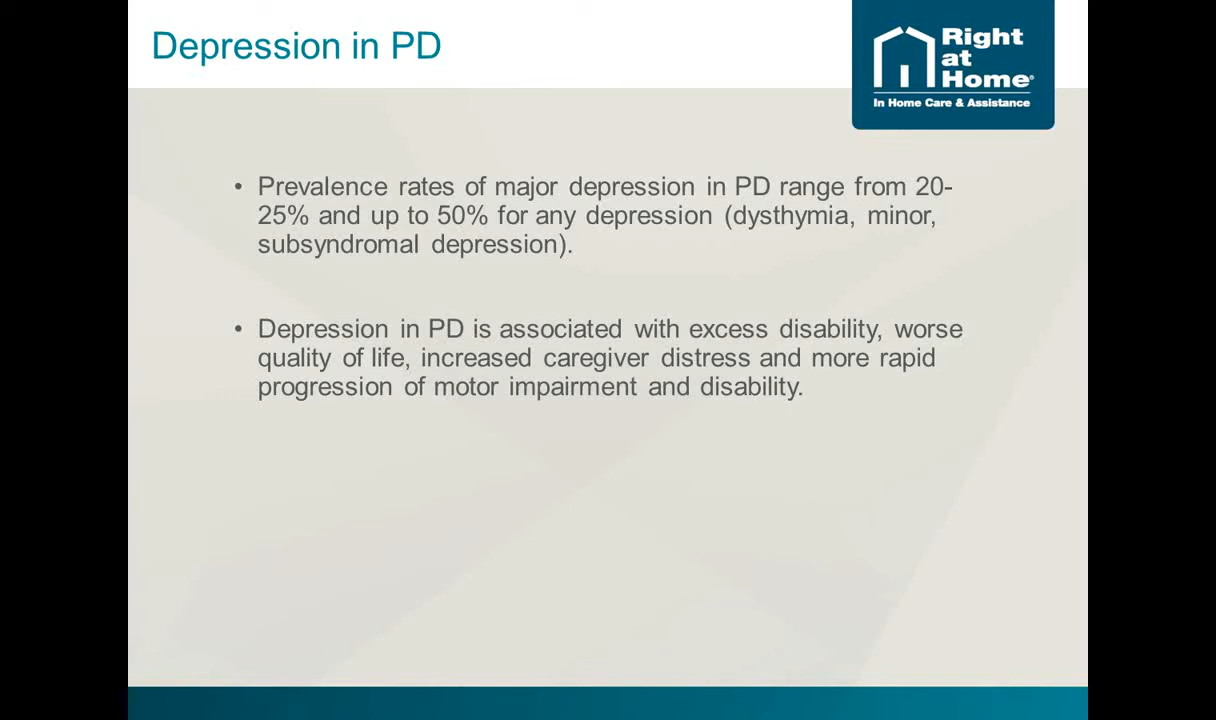 Depression in PD
Right
at
Home®
In Home Care & Assistance
• Prevalence rates of major depression in PD range from 20-
25% and up to 50% for any depression (dysthymia, minor,
subsyndromal depression).
• Depression in PD is associated with excess disability, worse
quality of life, increased caregiver distress and more rapid
progression of motor impairment and disability.